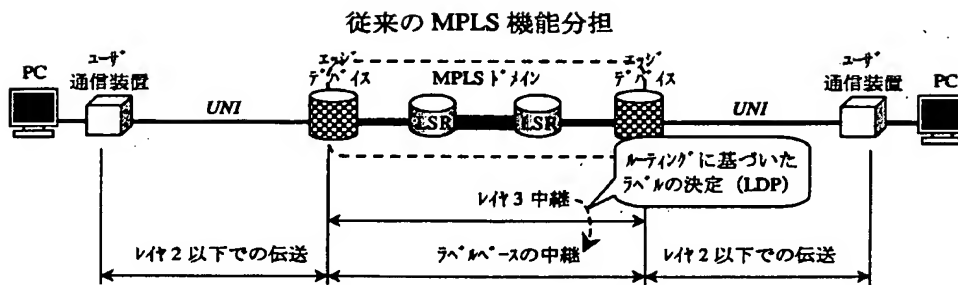 従来の MPLS 機能分担
PC
ユーザ
通信装置
UNI
エッジ
デバイス
MPLS ドメイン
LSR
LSR
エッジ
デバイス
UNI
ユーザ
通信装置
PC
ルーティングに基づいた
ラベルの決定（LDP）
レイヤ3 中継
レイヤ2 以下での伝送
ラベルベースの中継
レイヤ2 以下での伝送